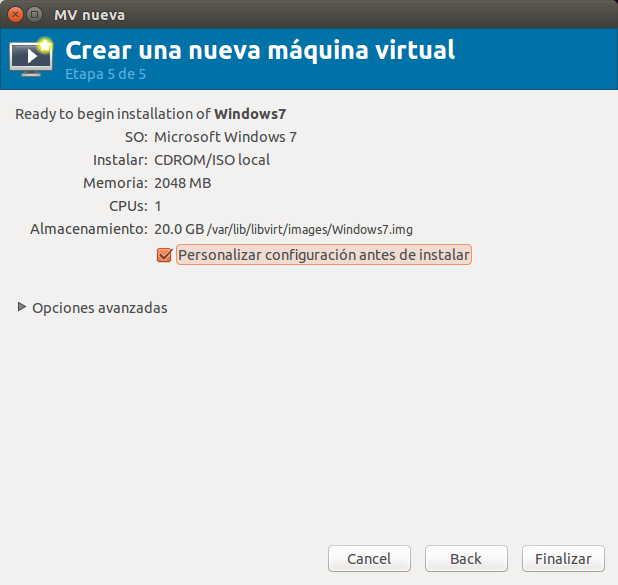 MV nueva
Crear una nueva máquina virtual
Etapa 5 de 5
Ready to begin installation of Windows7
SO: Microsoft Windows 7
Instalar: CDROM/ISO local
Memoria: 2048 MB
CPUs: 1
Almacenamiento: 20.0 GB /var/lib/libvirt/images/Windows7.img
Personalizar configuración antes de instalar
Opciones avanzadas
Cancel Back Finalizar